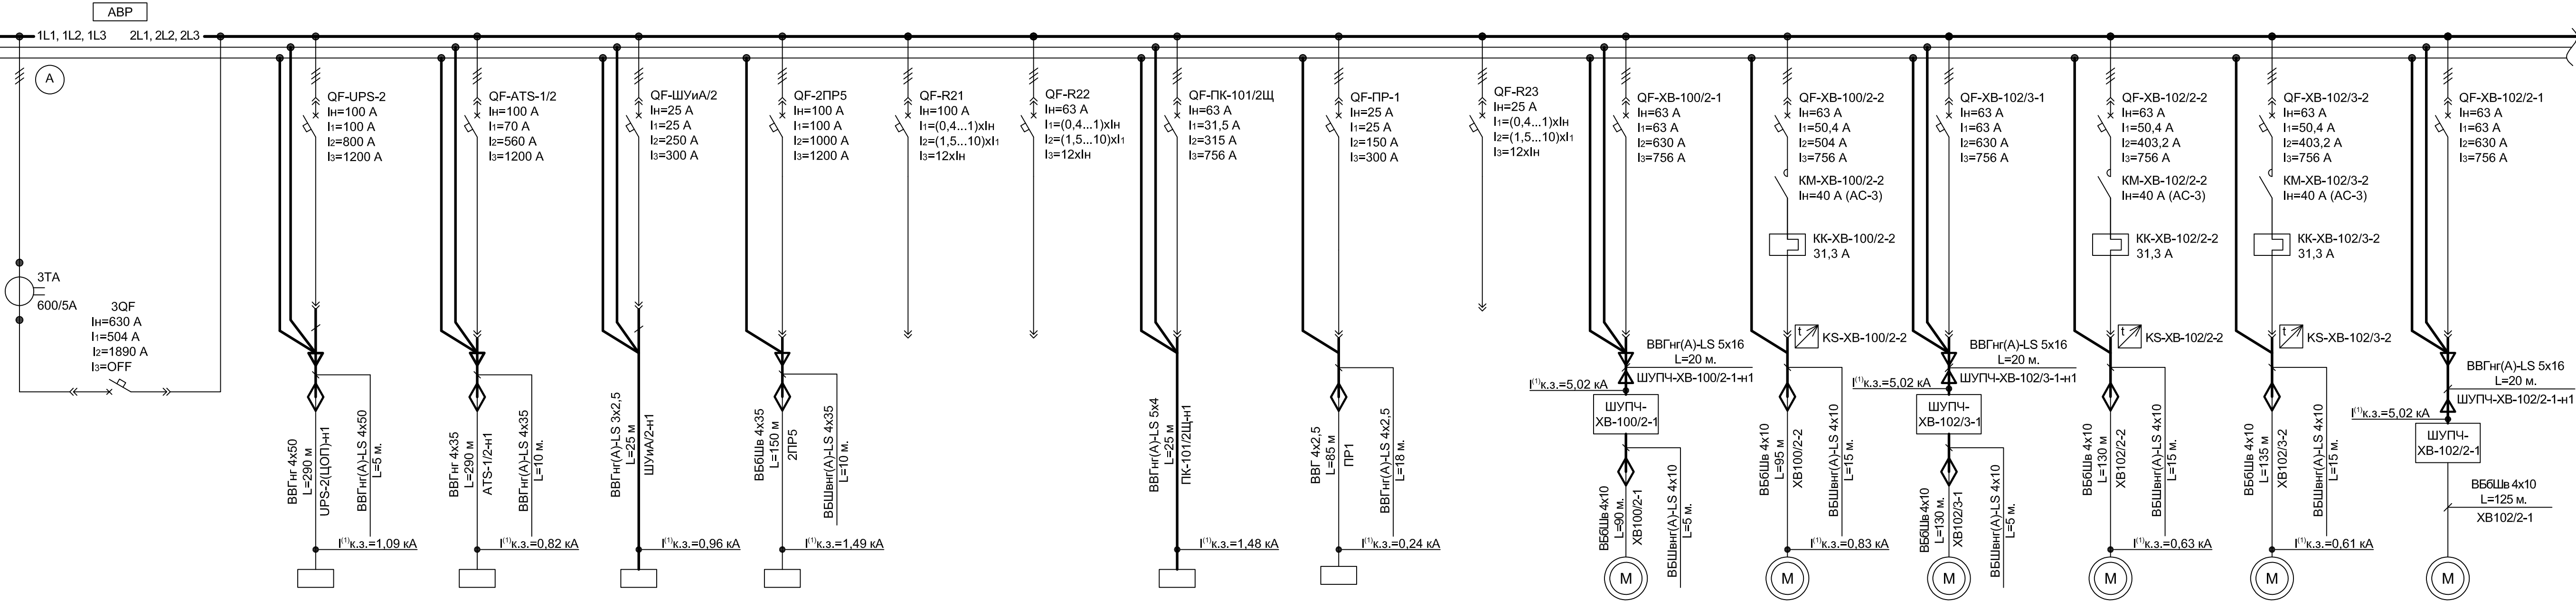 АВР
1L1, 1L2, 1L3
2L1, 2L2, 2L3
А
3ТА
600/5А
3QF
Iн=630 А
I1=504 А
I2=1890 А
I3=OFF
QF-UPS-2
Iн=100 А
I1=100 А
I2=800 А
I3=1200 А
ВВГнг 4х50
L=290 м
UPS-2(ЦОП)-н1
ВВГнг(А)-LS 4х50
L=5 м.
I(1)к.з.=1,09 кА
QF-ATS-1/2
Iн=100 А
I1=70 А
I2=560 А
I3=1200 А
ВВГнг 4х35
L=290 м
ATS-1/2-н1
ВВГнг(А)-LS 4х35
L=10 м.
I(1)к.з.=0,82 кА
QF-ШУиА/2
Iн=25 А
I1=25 А
I2=250 А
I3=300 А
ВВГнг(А)-LS 3х2,5
L=25 м
ШУиА/2-н1
I(1)к.з.=0,96 кА
QF-2ПР5
Iн=100 А
I1=100 А
I2=1000 А
I3=1200 А
ВБбШв 4х35
L=150 м
2ПР5
ВБШвнг(А)-LS 4х35
L=10 м.
I(1)к.з.=1,49 кА
QF-R21
Iн=100 А
I1=(0,4...1)хIн
I2=(1,5...10)хI1
I3=12хIн
QF-R22
Iн=63 А
I1=(0,4...1)хIн
I2=(1,5...10)хI1
I3=12хIн
QF-ПК-101/2Щ
Iн=63 А
I1=31,5 А
I2=315 А
I3=756 А
ВВГнг(А)-LS 5х4
L=25 м
ПК-101/2Щ-н1
I(1)к.з.=1,48 кА
QF-ПР-1
Iн=25 А
I1=25 А
I2=150 А
I3=300 А
ВВГ 4х2,5
L=85 м
ПР1
ВВГнг(А)-LS 4х2,5
L=18 м.
I(1)к.з.=0,24 кА
QF-R23
Iн=25 А
I1=(0,4...1)хIн
I2=(1,5...10)хI1
I3=12хIн
QF-ХВ-100/2-1
Iн=63 А
I1=63 А
I2=630 А
I3=756 А
ВВГнг(А)-LS 5х16
L=20 м.
ШУПЧ-ХВ-100/2-1-н1
I(1)к.з.=5,02 кА
ШУПЧ-
ХВ-100/2-1
ВБбШв 4х10
L=90 м.
ХВ100/2-1
ВБШвнг(А)-LS 4х10
L=5 м.
М
QF-ХВ-100/2-2
Iн=63 А
I1=50,4 А
I2=504 А
I3=756 А
КМ-ХВ-100/2-2
Iн=40 А (АС-3)
КК-ХВ-100/2-2
31,3 А
t
KS-ХВ-100/2-2
ВБбШв 4х10
L=95 м
ХВ100/2-2
ВБШвнг(А)-LS 4х10
L=15 м.
I(1)к.з.=0,83 кА
М
QF-ХВ-102/3-1
Iн=63 А
I1=63 А
I2=630 А
I3=756 А
ВВГнг(А)-LS 5х16
L=20 м.
ШУПЧ-ХВ-102/3-1-н1
I(1)к.з.=5,02 кА
ШУПЧ-
ХВ-102/3-1
ВБбШв 4х10
L=130 м.
ХВ102/3-1
ВБШвнг(А)-LS 4х10
L=5 м.
М
QF-ХВ-102/2-2
Iн=63 А
I1=50,4 А
I2=403,2 А
I3=756 А
КМ-ХВ-102/2-2
Iн=40 А (АС-3)
КК-ХВ-102/2-2
31,3 А
t
KS-ХВ-102/2-2
ВБбШв 4х10
L=130 м
ХВ102/2-2
ВБШвнг(А)-LS 4х10
L=15 м.
I(1)к.з.=0,63 кА
М
QF-ХВ-102/3-2
Iн=63 А
I1=50,4 А
I2=403,2 А
I3=756 А
КМ-ХВ-102/3-2
Iн=40 А (АС-3)
КК-ХВ-102/3-2
31,3 А
t
KS-ХВ-102/3-2
ВБбШв 4х10
L=135 м
ХВ102/3-2
ВБШвнг(А)-LS 4х10
L=15 м.
I(1)к.з.=0,61 кА
М
QF-ХВ-102/2-1
Iн=63 А
I1=63 А
I2=630 А
I3=756 А
ВВГнг(А)-LS 5х16
L=20 м.
ШУПЧ-ХВ-102/2-1-н1
I(1)к.з.=5,02 кА
ШУПЧ-
ХВ-102/2-1
ВБбШв 4х10
L=125 м.
ХВ102/2-1
М